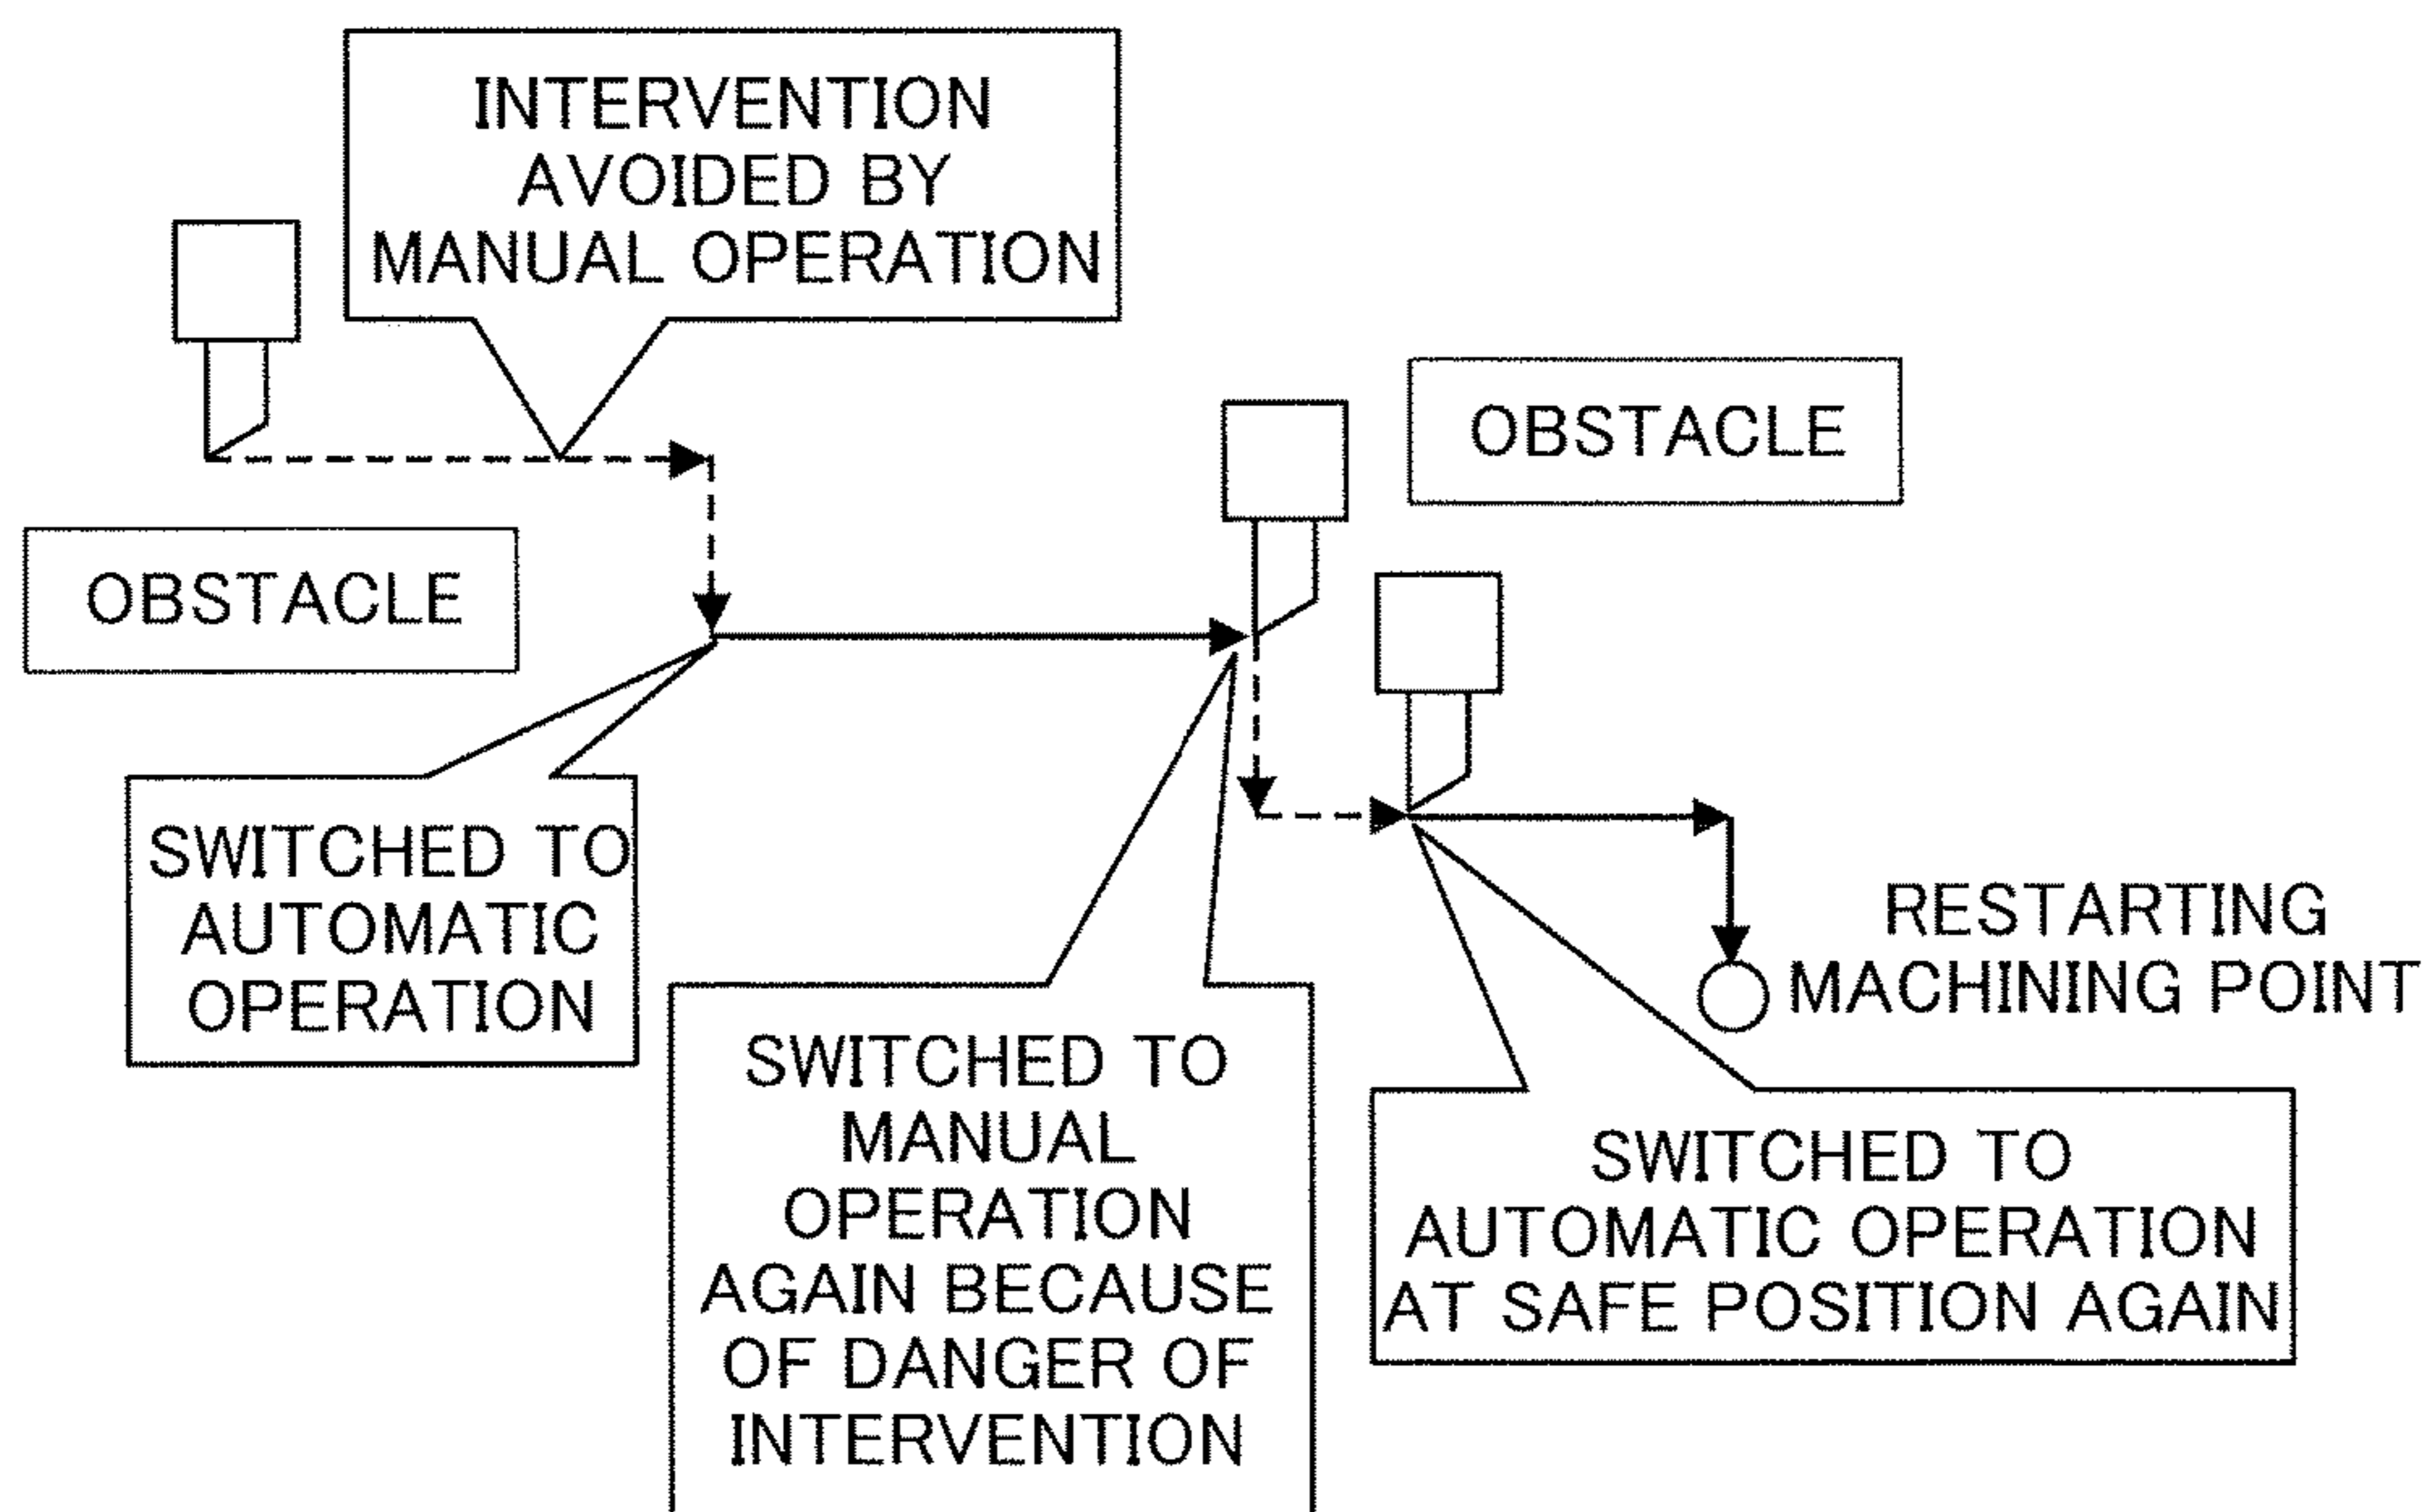 INTERVENTION
AVOIDED BY
MANUAL OPERATION
OBSTACLE
OBSTACLE
SWITCHED TO
AUTOMATIC
OPERATION
SWITCHED TO
MANUAL
OPERATION
AGAIN BECAUSE
OF DANGER OF
INTERVENTION
RESTARTING
MACHINING POINT
SWITCHED TO
AUTOMATIC OPERATION
AT SAFE POSITION AGAIN